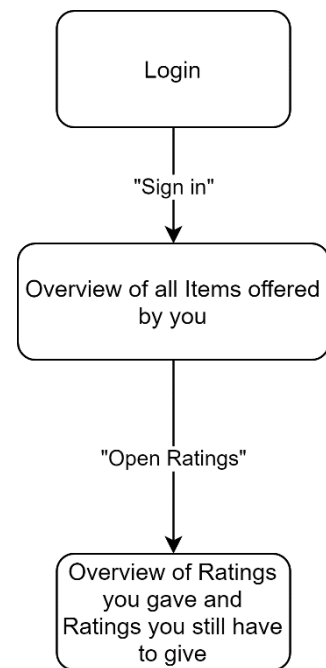 Login
"Sign in"
Overview of all Items offered
by you
"Open Ratings"
Overview of Ratings
you gave and
Ratings you still have
to give